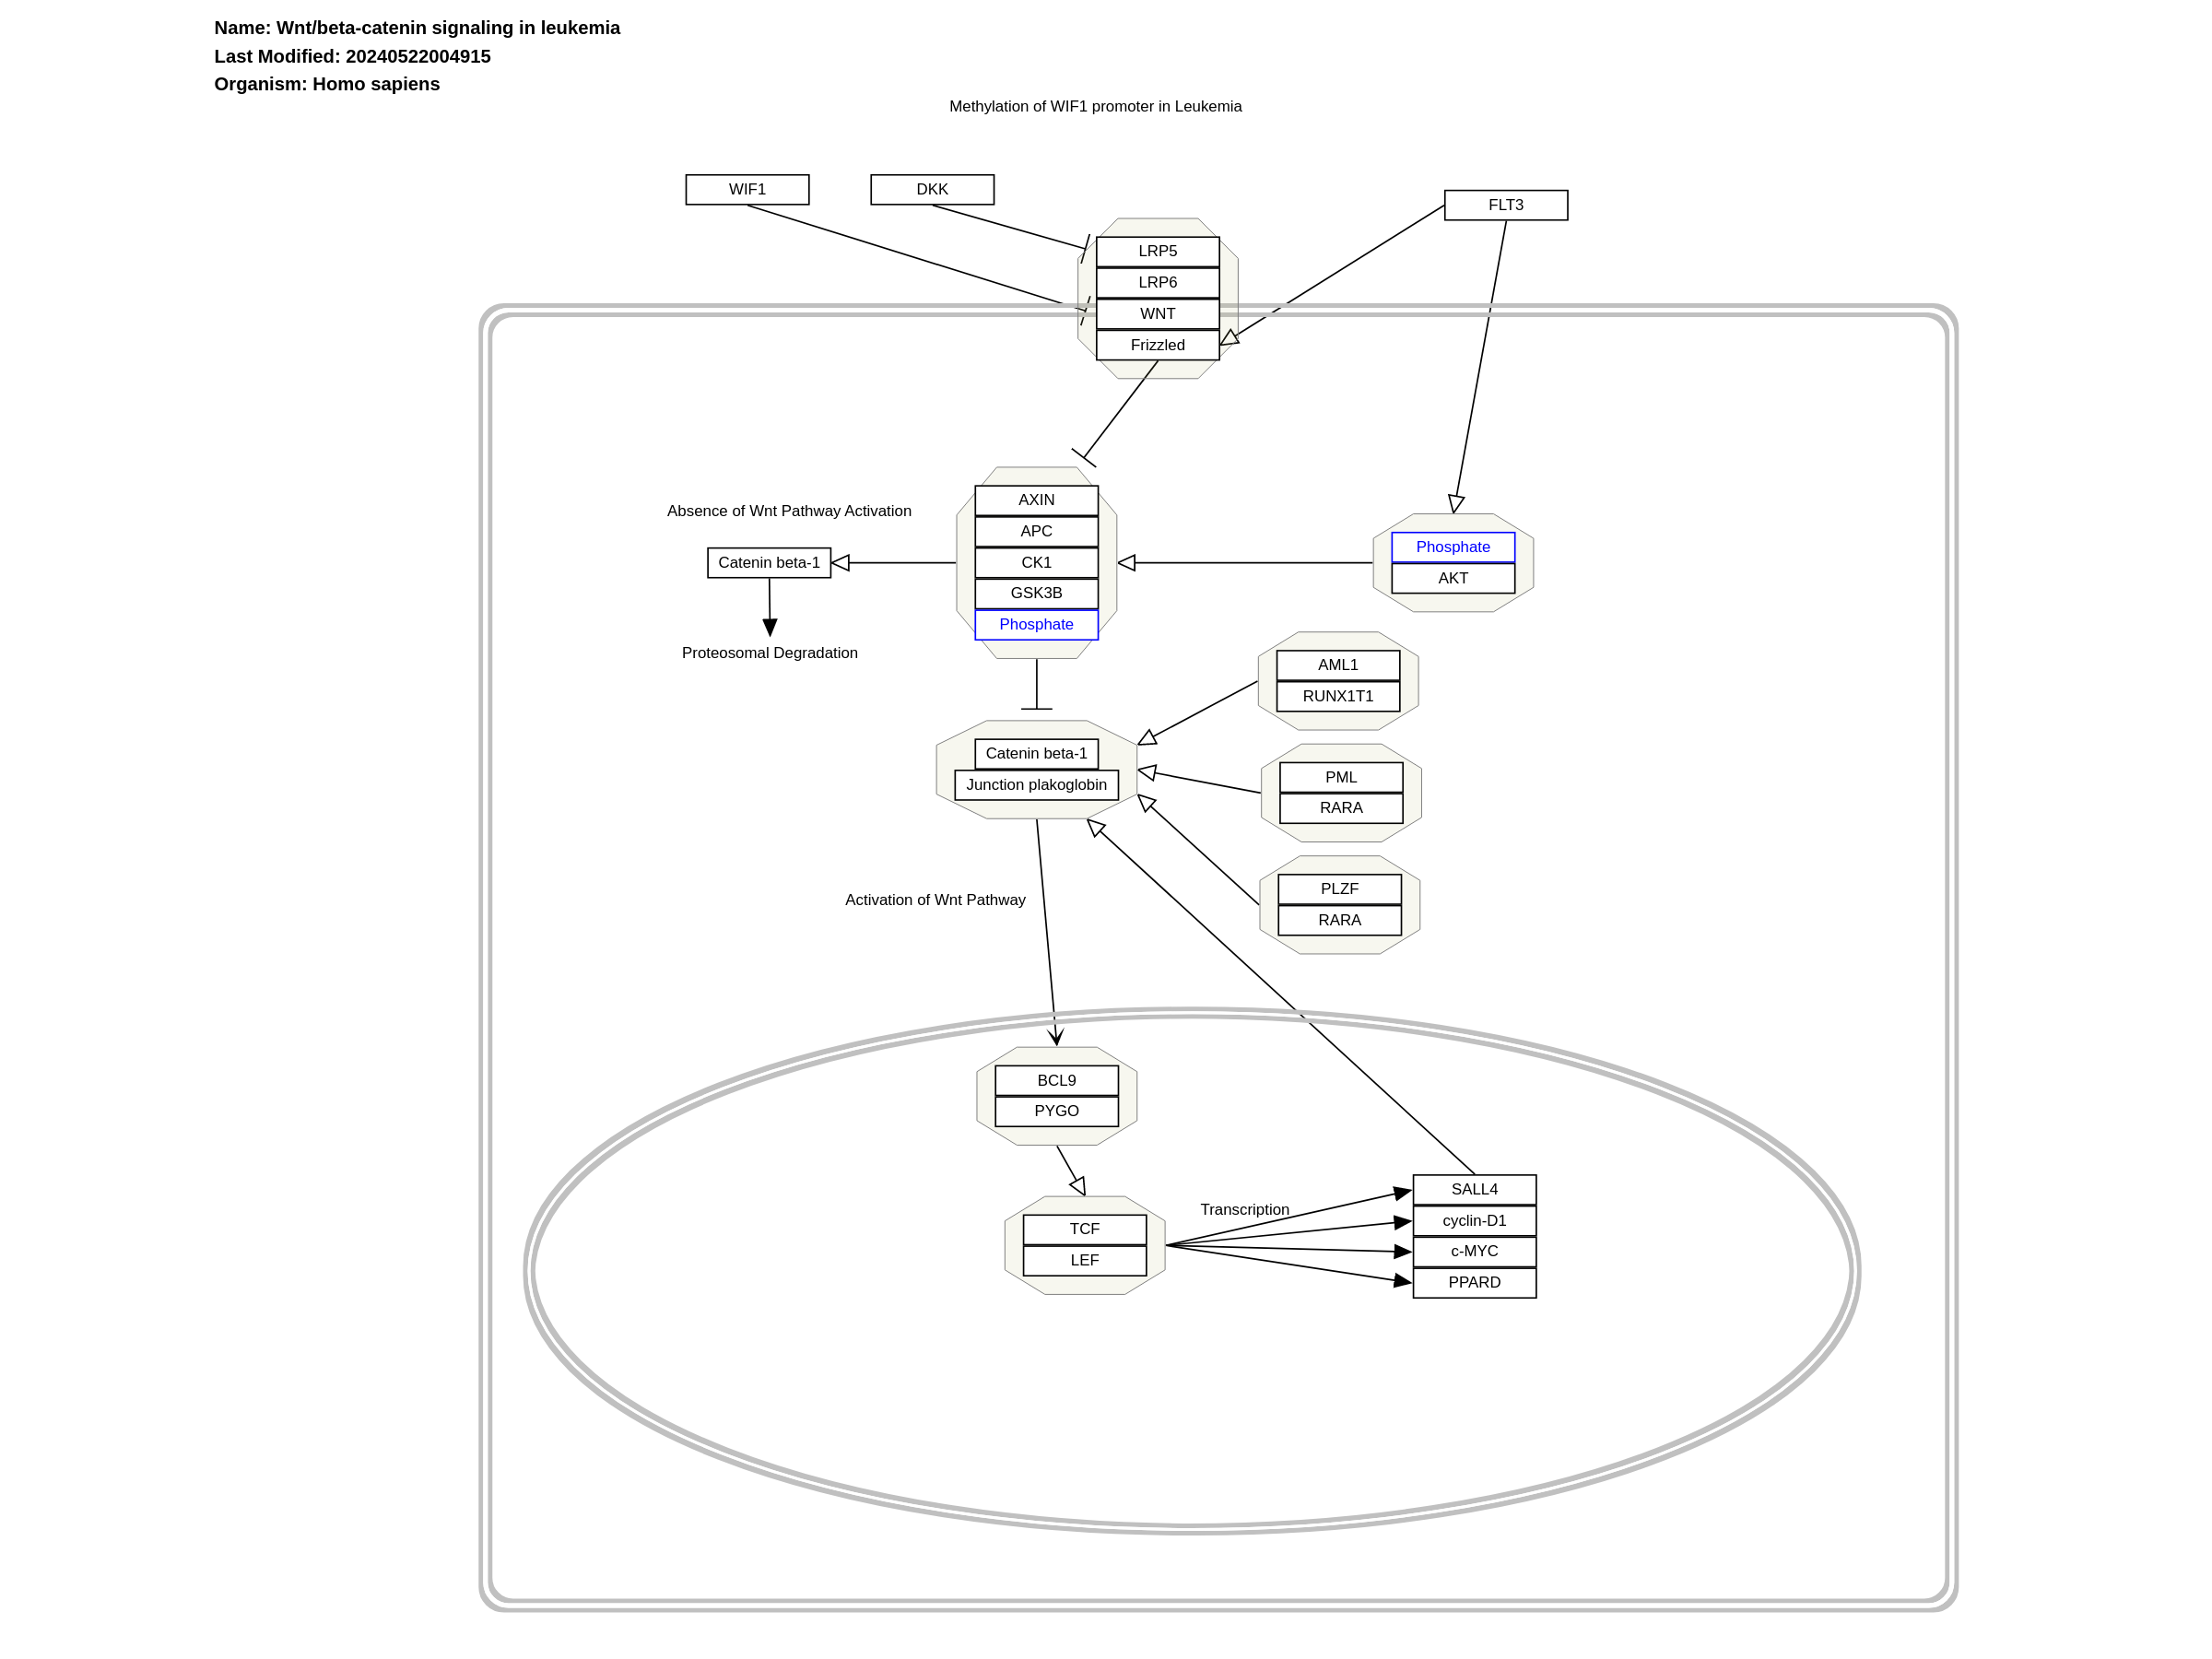 Name: Wnt/beta-catenin signaling in leukemia
Last Modified: 20240522004915
Organism: Homo sapiens
Methylation of WIF1 promoter in Leukemia
WIF1
DKK
FLT3
LRP5
LRP6
WNT
Frizzled
AXIN
APC
CK1
GSK3B
Phosphate
Absence of Wnt Pathway Activation
Catenin beta-1
Proteosomal Degradation
Phosphate
AKT
AML1
RUNX1T1
Catenin beta-1
Junction plakoglobin
PML
RARA
PLZF
RARA
Activation of Wnt Pathway
BCL9
PYGO
TCF
LEF
Transcription
SALL4
cyclin-D1
c-MYC
PPARD